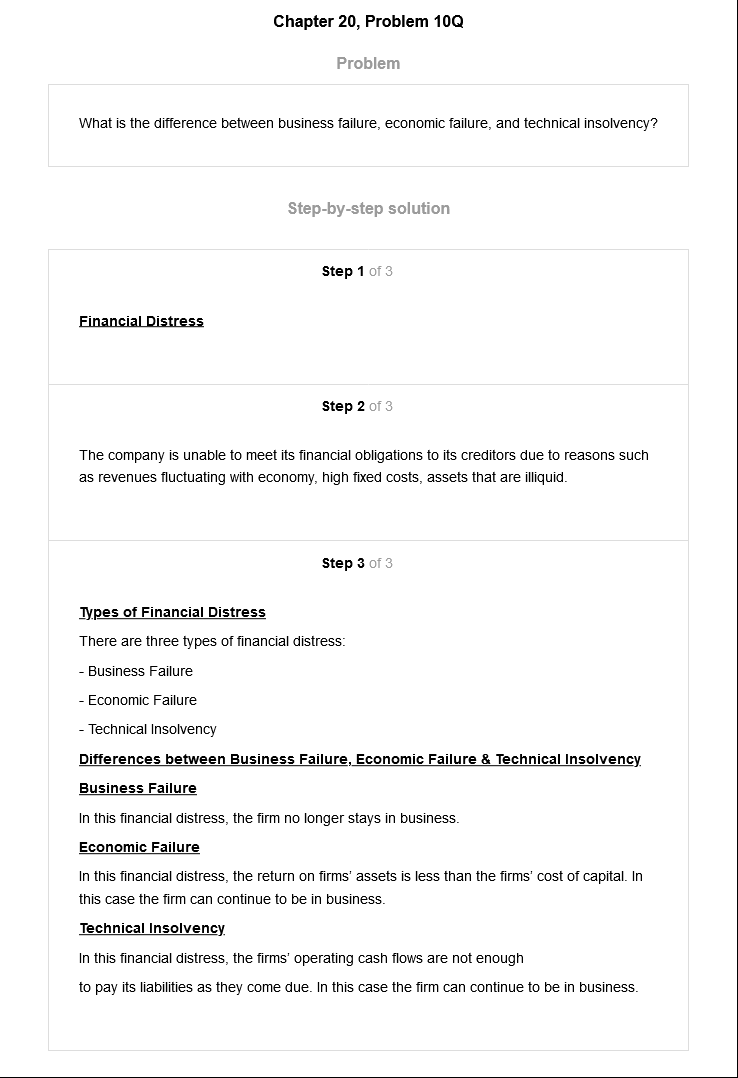 Chapter 20, Problem 10Q
Problem
What is the difference between business failure, economic failure, and technical insolvency?
Step-by-step solution
Step 1 of 3
Financial Distress
Step 2 of 3
The company is unable to meet its financial obligations to its creditors due to reasons such
as revenues fluctuating with economy, high fixed costs, assets that are illiquid.
Step 3 of 3
Types of Financial Distress
There are three types of financial distress:
- Business Failure
- Economic Failure
- Technical Insolvency
Differences between Business Failure, Economic Failure & Technical Insolvency
Business Failure
In this financial distress, the firm no longer stays in business.
Economic Failure
In this financial distress, the return on firms’ assets is less than the firms’ cost of capital. In
this case the firm can continue to be in business.
Technical Insolvency
In this financial distress, the firms’ operating cash flows are not enough
to pay its liabilities as they come due. In this case the firm can continue to be in business.